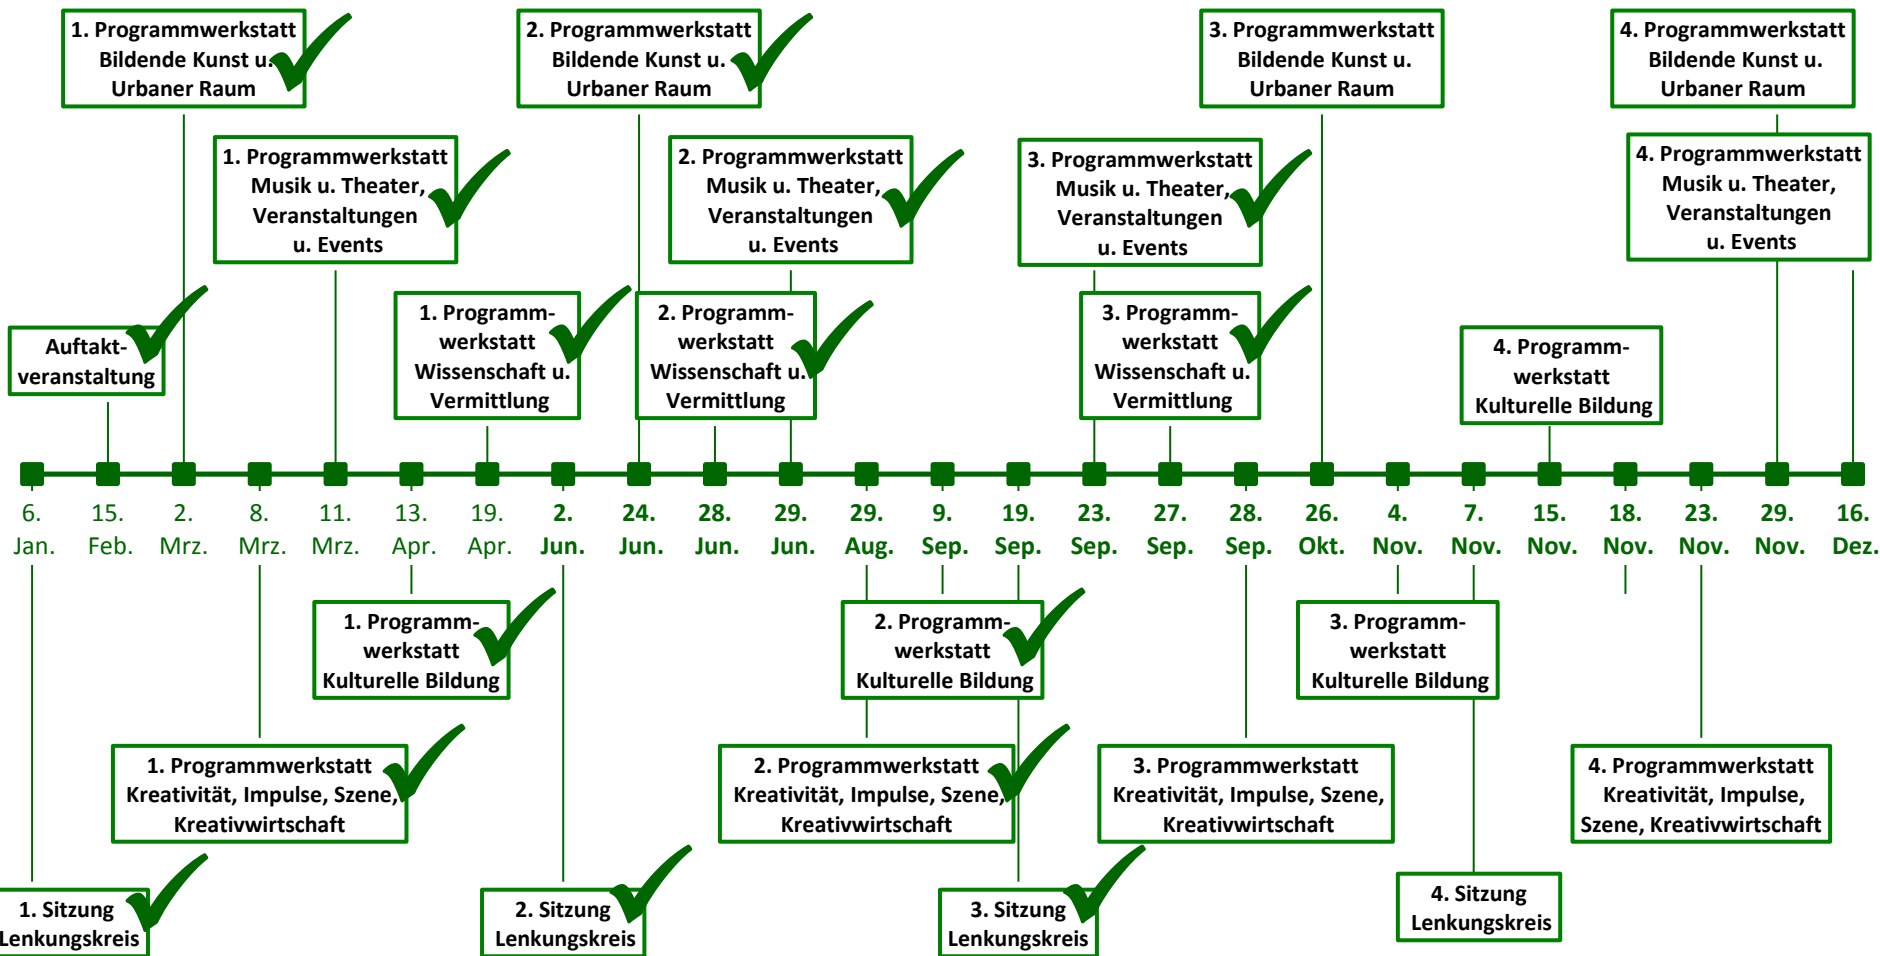 1. Programmwerkstatt
Bildende Kunst u.
Urbaner Raum
2. Programmwerkstatt
Bildende Kunst u.
Urbaner Raum
3. Programmwerkstatt
Bildende Kunst u.
Urbaner Raum
4. Programmwerkstatt
Bildende Kunst u.
Urbaner Raum
1. Programmwerkstatt
Musik u. Theater,
Veranstaltungen
u. Events
2. Programmwerkstatt
Musik u. Theater,
Veranstaltungen
u. Events
3. Programmwerkstatt
Musik u. Theater,
Veranstaltungen
u. Events
4. Programmwerkstatt
Musik u. Theater,
Veranstaltungen
u. Events
Auftakt-
veranstaltung
1. Programm-
werkstatt
Wissenschaft u.
Vermittlung
2. Programm-
werkstatt
Wissenschaft u.
Vermittlung
3. Programm-
werkstatt
Wissenschaft u.
Vermittlung
4. Programm-
werkstatt
Kulturelle Bildung
6. 15. 2. 8. 11. 13. 19. 2. 24. 28. 29. 29. 9. 19. 23. 27. 28. 26. 4. 7. 15. 18. 23. 29. 16.
Jan. Feb. Mrz. Mrz. Mrz. Apr. Apr. Jun. Jun. Jun. Jun. Aug. Sep. Sep. Sep. Sep. Sep. Okt. Nov. Nov. Nov. Nov. Nov. Nov. Dez.
1. Programm-
werkstatt
Kulturelle Bildung
2. Programm-
werkstatt
Kulturelle Bildung
3. Programm-
werkstatt
Kulturelle Bildung
1. Programmwerkstatt
Kreativität, Impulse, Szene,
Kreativwirtschaft
2. Programmwerkstatt
Kreativität, Impulse, Szene,
Kreativwirtschaft
3. Programmwerkstatt
Kreativität, Impulse, Szene,
Kreativwirtschaft
4. Programmwerkstatt
Kreativität, Impulse,
Szene, Kreativwirtschaft
1. Sitzung
Lenkungskreis
2. Sitzung
Lenkungskreis
3. Sitzung
Lenkungskreis
4. Sitzung
Lenkungskreis